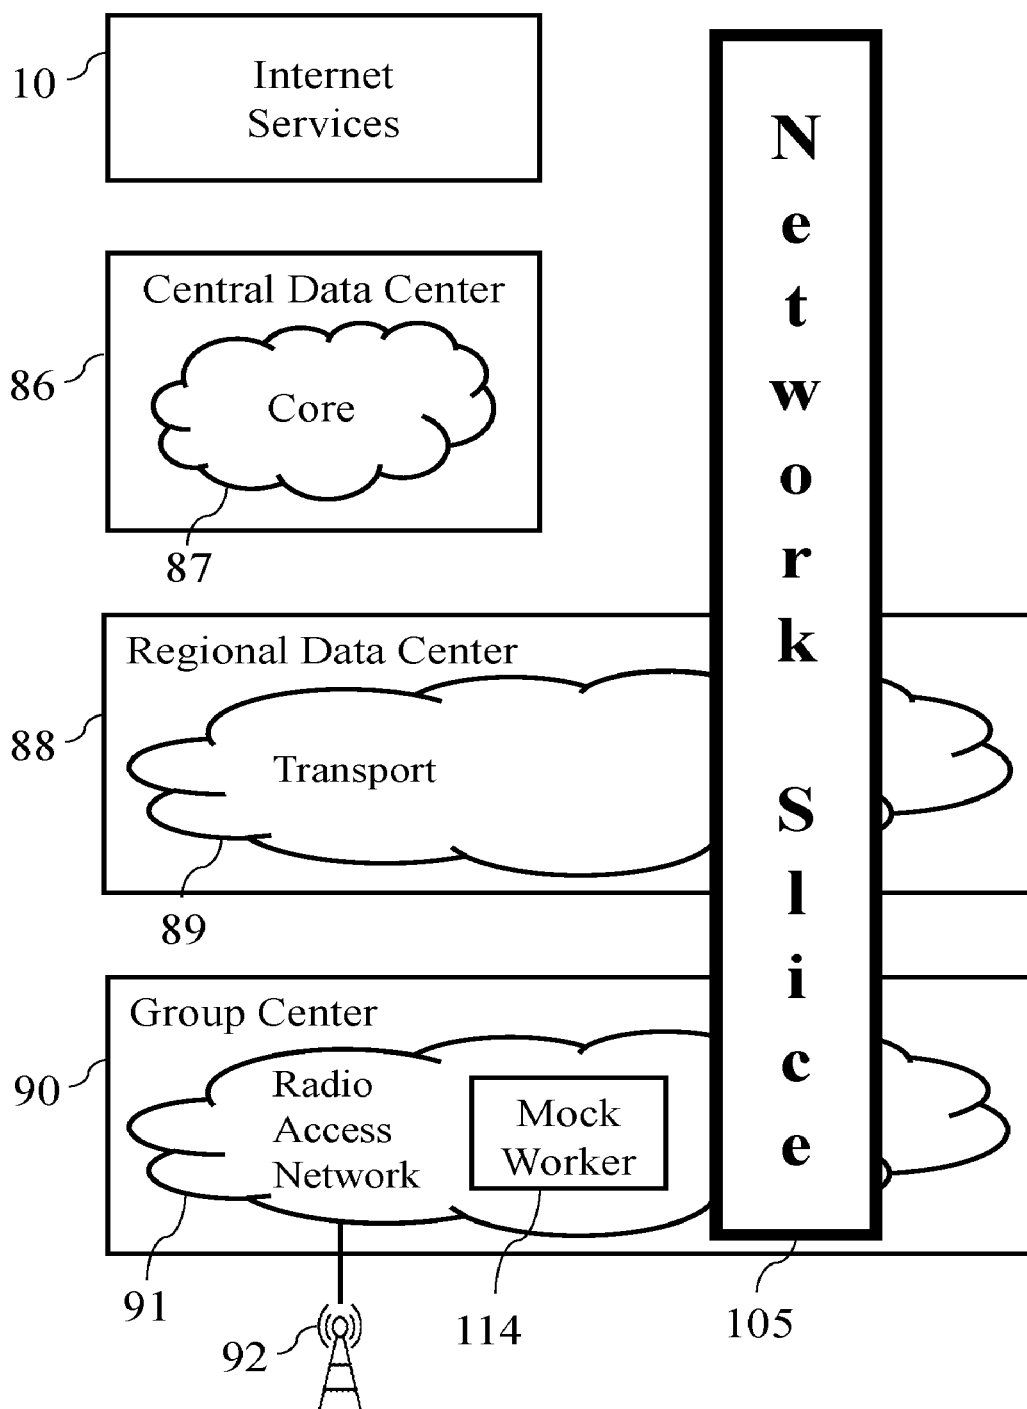 10
Internet
Services
Central Data Center
86
Core
87
Regional Data Center
88
Transport
89
Group Center
90
Radio
Access
Network
Mock
Worker
91
92
114
105
N
e
t
w
o
r
k
S
l
i
c
e